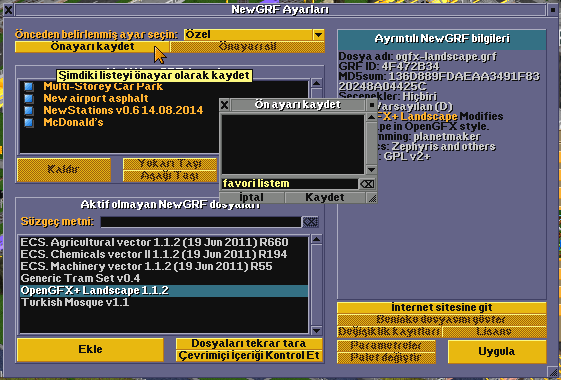 NewGRF Ayarları
Önceden belirlenmiş ayar seçin: Özel
Önayarı kaydet
Önayarı sil
Şimdiki listeyi önayar olarak kaydet
Multi-Storey Car Park
New airport asphalt
NewStations v0.6 14.08.2014
McDonald's
Kaldır
Yukarı Taşı
Aşağı Taşı
Önayarı kaydet
favori listem
İptal
Kaydet
Aktif olmayan NewGRF dosyaları
Süzgeç metni:
ECS. Agricultural vector 1.1.2 (19 Jun 2011) R660
ECS. Chemicals vector II 1.1.2 (19 Jun 2011) R194
ECS. Machinery vector 1.1.2 (19 Jun 2011) R55
Generic Tram Set v0.4
OpenGFX+ Landscape 1.1.2
Turkish Mosque v1.1
Ekle
Dosyaları tekrar tara
Çevrimiçi İçeriği Kontrol Et
Ayrıntılı NewGRF bilgileri
Dosya adı: ogfx-landscape.grf
GRF ID: 4F472B34
MD5sum: 136D889FDAEAA3491F83
20248A04425C
Seçenekler: Hiçbiri
Varsayılan (D)
FX+ Landscape Modifies
pe in OpenGFX style.
mming: planetmaker
cs: Zephyris and others
: GPL v2+
İnternet sitesine git
Benioku dosyasını göster
Değişiklik kayıtları
Lisans
Parametreler
Palet değiştir
Uygula